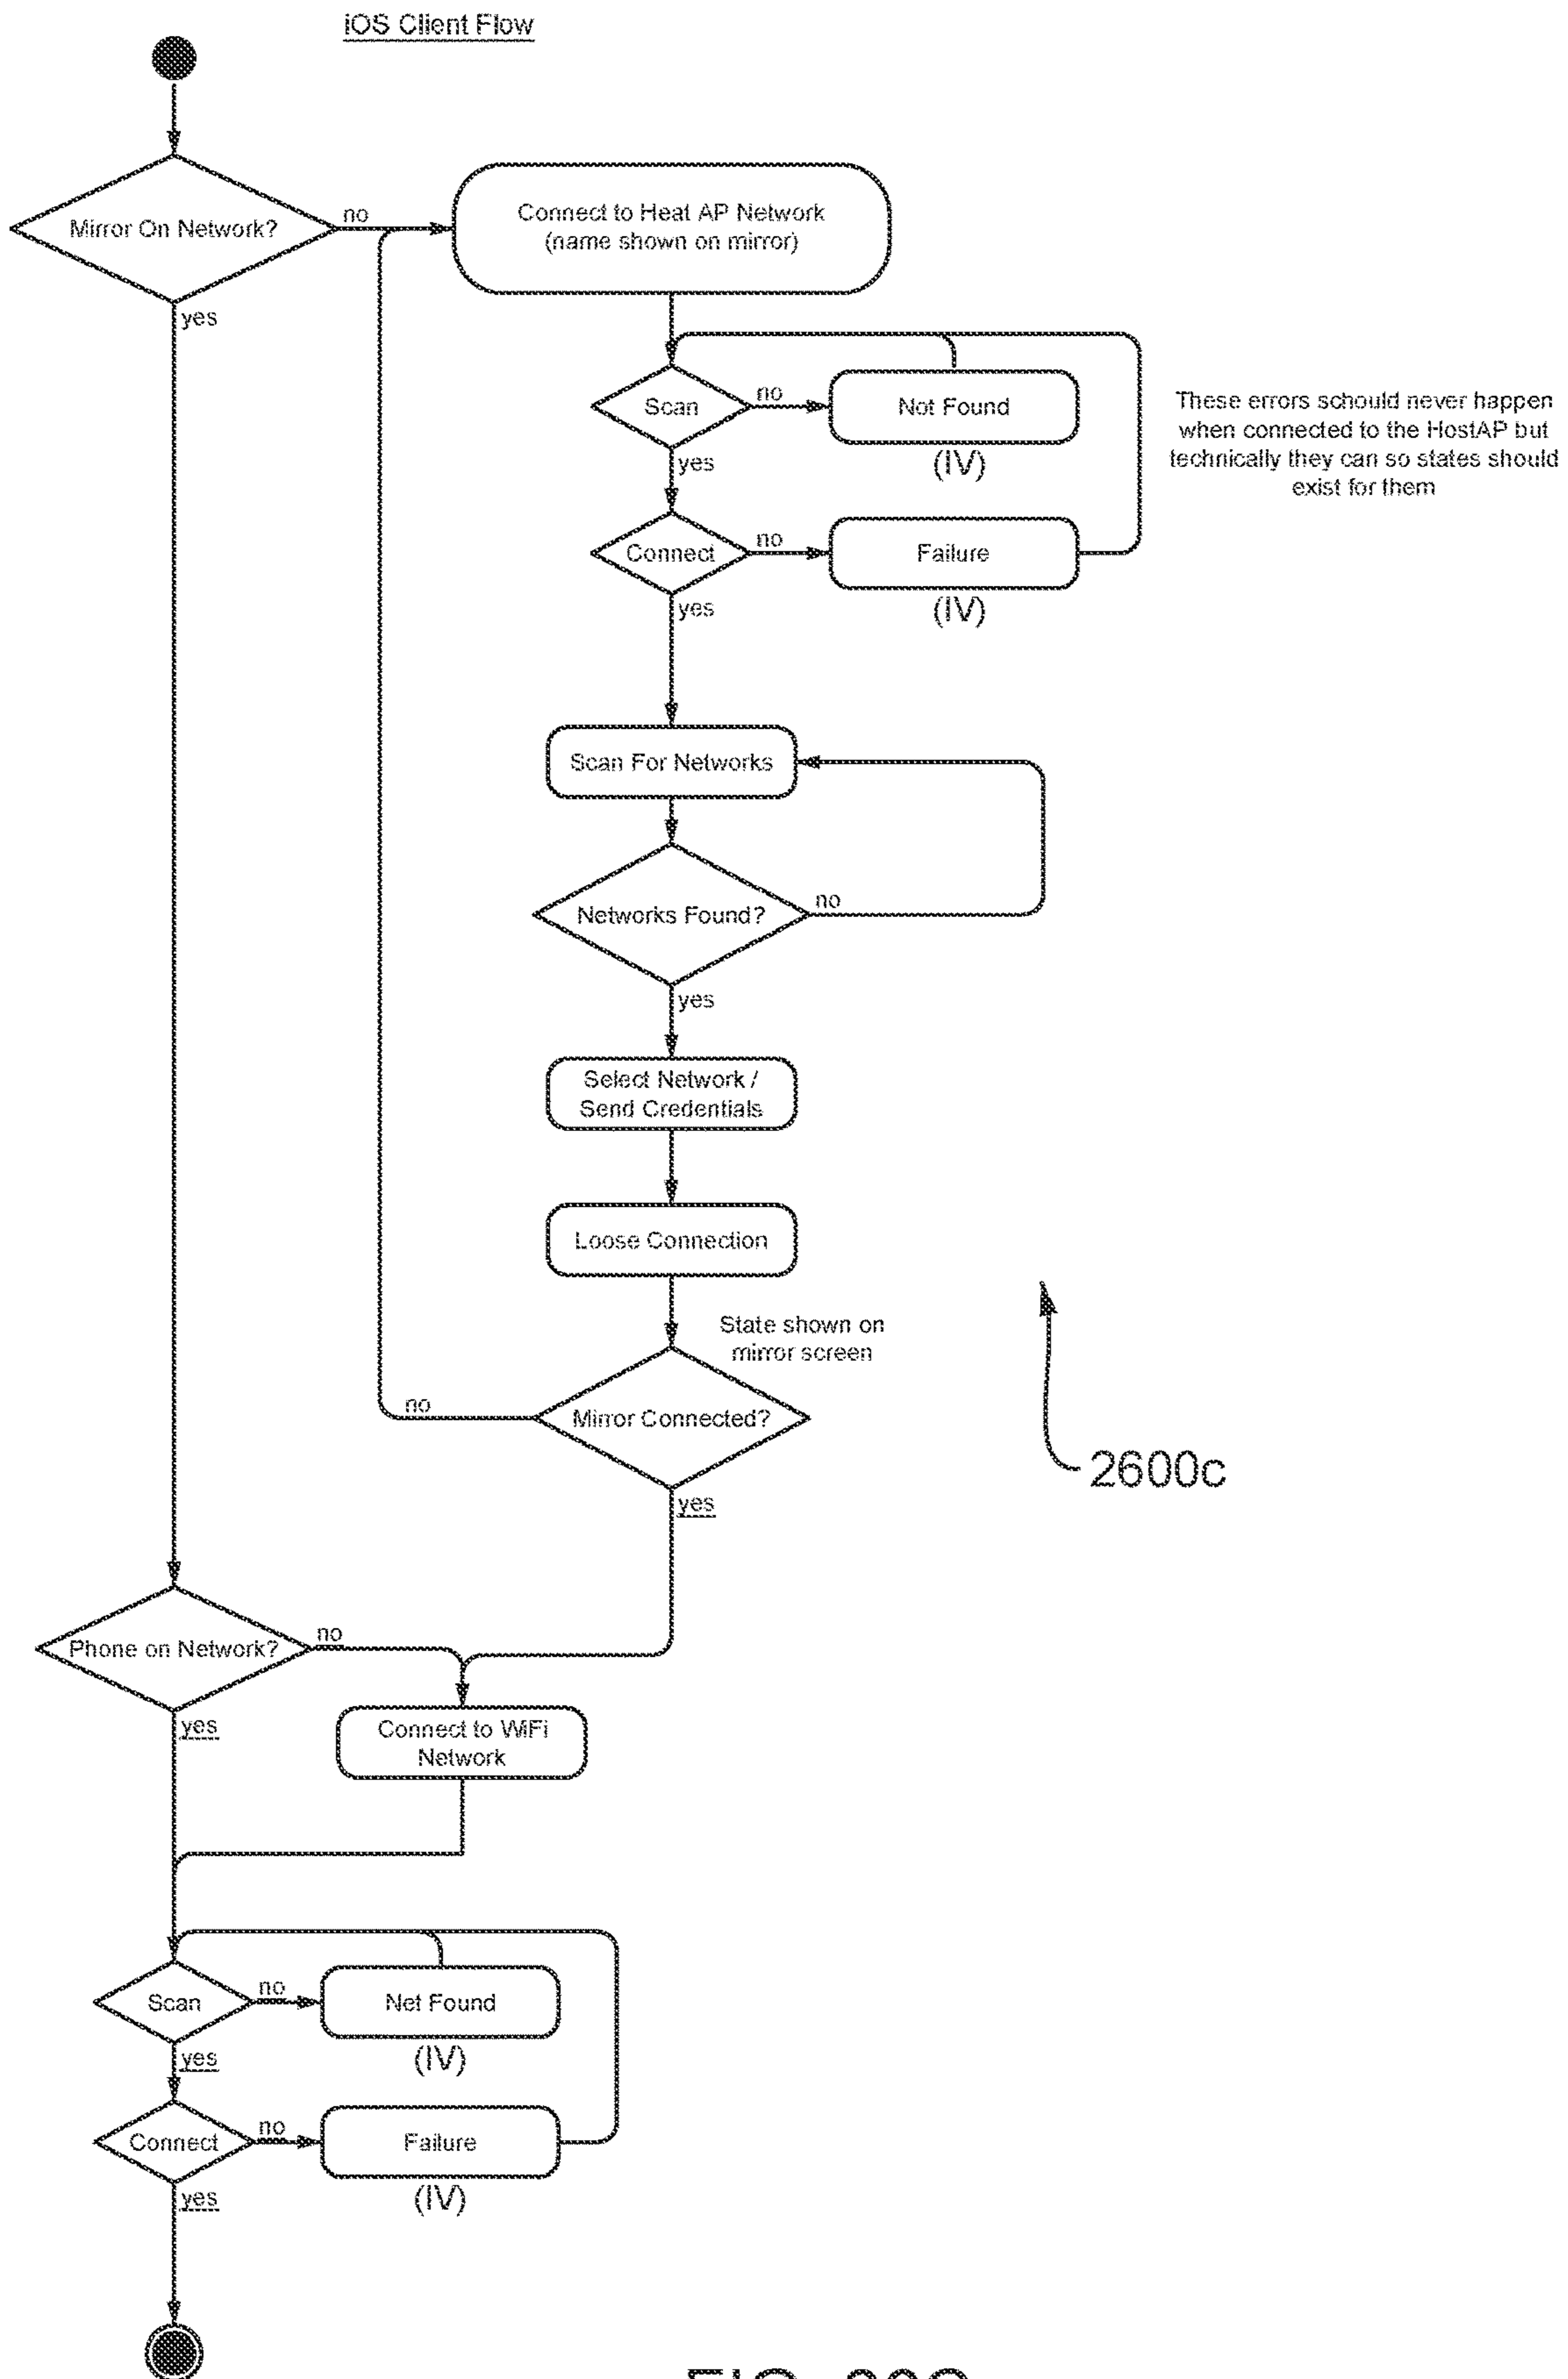 iOS Client Flow
Mirror On Network?
no
Connect to Heat AP Network
(name shown on mirror)
yes
Scan
no
Not Found
(IV)
yes
These errors schould never happen
when connected to the HostAP but
technically they can so states should
exist for them
Connect
no
Failure
(IV)
yes
Scan For Networks
Networks Found?
no
yes
Select Network /
Send Credentials
Loose Connection
State shown on
mirror screen
Mirror Connected?
no
yes
2600c
Phone on Network?
no
yes
Connect to WiFi
Network
Scan
no
Net Found
(IV)
yes
Connect
no
Failure
(IV)
yes